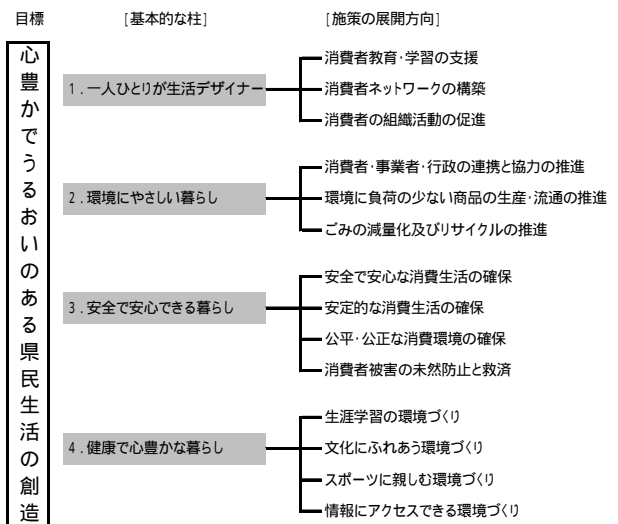 目標 [基本的な柱] [施策の展開方向]
心豊かでうるおいのある県民生活の創造
1．一人ひとりが生活デザイナー
消費者教育･学習の支援
消費者ネットワークの構築
消費者の組織活動の促進
2．環境にやさしい暮らし
消費者･事業者･行政の連携と協力の推進
環境に負荷の少ない商品の生産･流通の推進
ごみの減量化及びリサイクルの推進
3．安全で安心できる暮らし
安全で安心な消費生活の確保
安定的な消費生活の確保
公平･公正な消費環境の確保
消費者被害の未然防止と救済
4．健康で心豊かな暮らし
生涯学習の環境づくり
文化にふれあう環境づくり
スポーツに親しむ環境づくり
情報にアクセスできる環境づくり